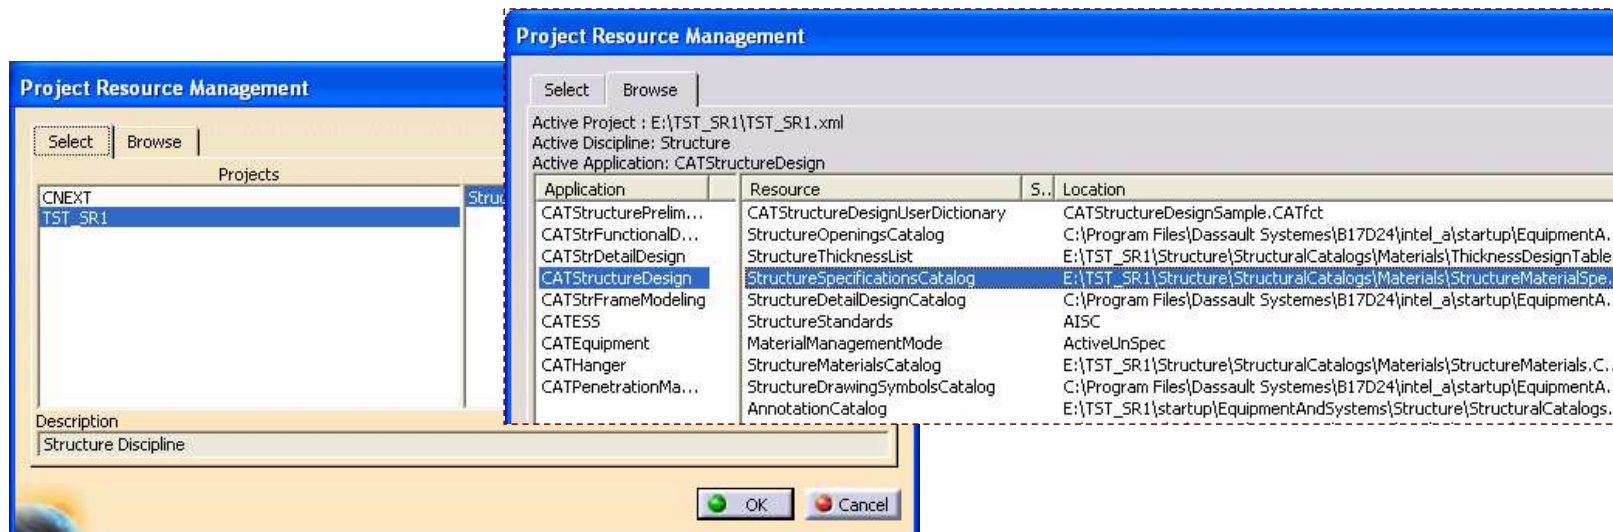 Project Resource Management
Select Browse
Projects
CNEXT
TST_SR1
Struc
Description
Structure Discipline
OK Cancel
Project Resource Management
Select Browse
Active Project : E:\TST_SR1\TST_SR1.xml
Active Discipline: Structure
Active Application: CATStructureDesign
Application Resource S.. Location
CATStructurePrelim... CATStructureDesignUserDictionary CATStructureDesignSample.CATfct
CATStrFunctionalD... StructureOpeningsCatalog C:\Program Files\Dassault Systemes\B17D24\intel_a\startup\EquipmentA..
CATStrDetailDesign StructureThicknessList E:\TST_SR1\Structure\StructuralCatalogs\Materials\ThicknessDesignTable
CATStructureDesign StructureSpecificationsCatalog E:\TST_SR1\Structure\StructuralCatalogs\Materials\StructureMaterialSpe..
CATStrFrameModeling StructureDetailDesignCatalog C:\Program Files\Dassault Systemes\B17D24\intel_a\startup\EquipmentA..
CATESS StructureStandards AISC
CATEquipment MaterialManagementMode ActiveUnSpec
CATHanger StructureMaterialsCatalog E:\TST_SR1\Structure\StructuralCatalogs\Materials\StructureMaterials.C..
CATPenetrationMa... StructureDrawingSymbolsCatalog C:\Program Files\Dassault Systemes\B17D24\intel_a\startup\EquipmentA..
AnnotationCatalog E:\TST_SR1\startup\EquipmentAndSystems\Structure\StructuralCatalogs.